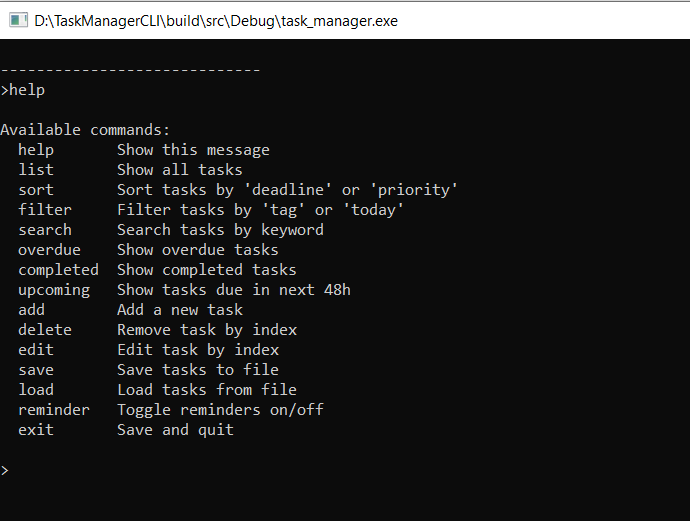 D:\TaskManagerCLI\build\src\Debug\task_manager.exe
-----------------------------
>help
Available commands:
  help       Show this message
  list       Show all tasks
  sort       Sort tasks by 'deadline' or 'priority'
  filter     Filter tasks by 'tag' or 'today'
  search     Search tasks by keyword
  overdue    Show overdue tasks
  completed  Show completed tasks
  upcoming   Show tasks due in next 48h
  add        Add a new task
  delete     Remove task by index
  edit       Edit task by index
  save       Save tasks to file
  load       Load tasks from file
  reminder   Toggle reminders on/off
  exit       Save and quit
>